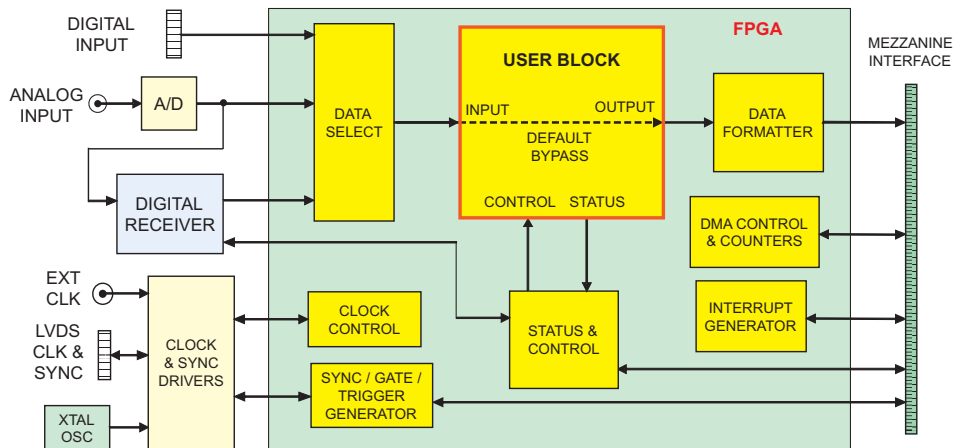 DIGITAL
INPUT
FPGA
MEZZANINE
INTERFACE
USER BLOCK
ANALOG
INPUT
A/D
DATA
SELECT
INPUT
OUTPUT
DEFAULT
BYPASS
DATA
FORMATTER
DIGITAL
RECEIVER
CONTROL
STATUS
DMA CONTROL
& COUNTERS
EXT
CLK
LVDS
CLK &
SYNC
CLOCK
& SYNC
DRIVERS
CLOCK
CONTROL
STATUS &
CONTROL
INTERRUPT
GENERATOR
SYNC / GATE /
TRIGGER
GENERATOR
XTAL
OSC